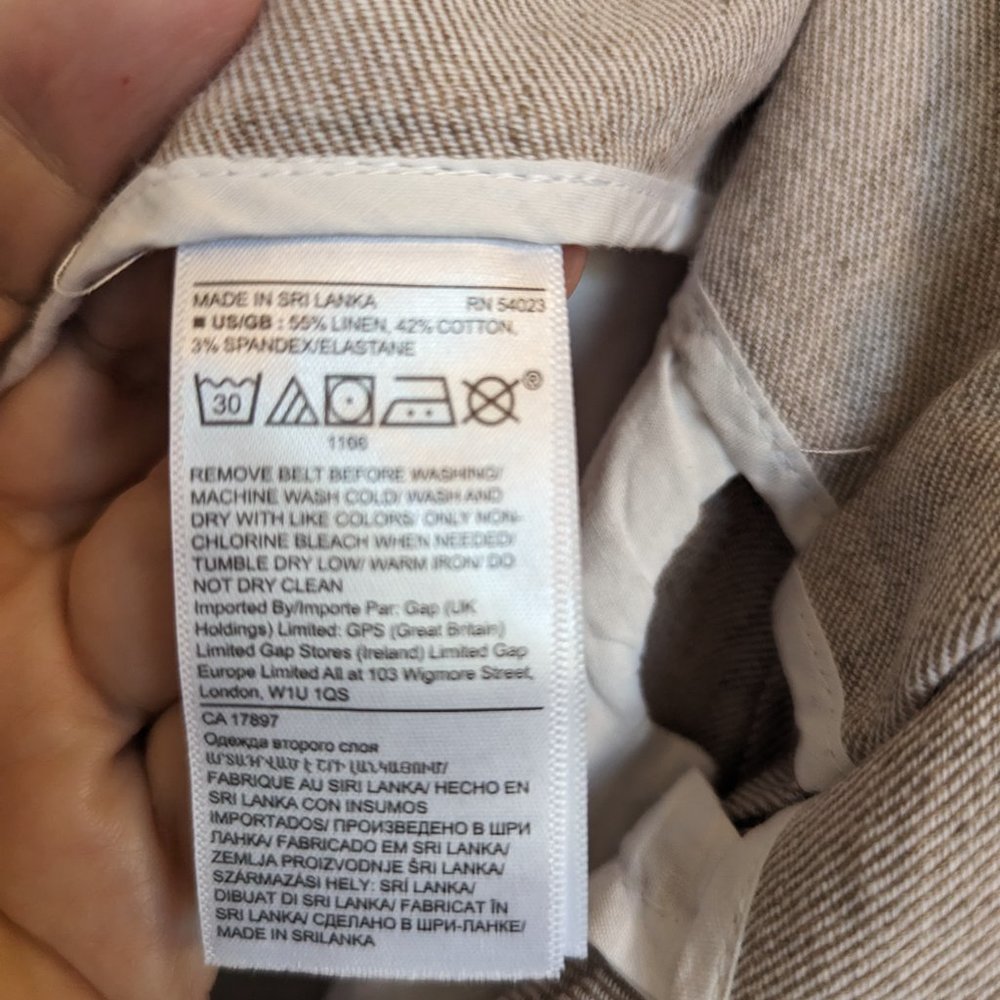 MADE IN SRI LANKA RN 54023
■ US/GB : 55% LINEN, 42% COTTON,
3% SPANDEX/ELASTANE
30 ®
1166
REMOVE BELT BEFORE WASHING/
MACHINE WASH COLD/ WASH AND
DRY WITH LIKE COLORS/ ONLY NON-
CHLORINE BLEACH WHEN NEEDED/
TUMBLE DRY LOW/ WARM IRON/ DO
NOT DRY CLEAN
Imported By/Importe Par: Gap (UK
Holdings) Limited: GPS (Great Britain)
Limited Gap Stores (Ireland) Limited Gap
Europe Limited All at 103 Wigmore Street,
London, W1U 1QS
CA 17897
Одежда второго слоя
ԱՐՏԱԴՐՎԱԾ Է ՇՐԻ ԼԱՆԿԱՅՈՒՄ/
FABRIQUE AU SIRI LANKA/ HECHO EN
SRI LANKA CON INSUMOS
IMPORTADOS/ ПРОИЗВЕДЕНО В ШРИ
ЛАНКА/ FABRICADO EM SRI LANKA/
ZEMLJA PROIZVODNJE ŠRI LANKA/
SZÁRMAZÁSI HELY: SRÍ LANKA/
DIBUAT DI SRI LANKA/ FABRICAT ÎN
SRI LANKA/ СДЕЛАНО В ШРИ-ЛАНКЕ/
MADE IN SRILANKA